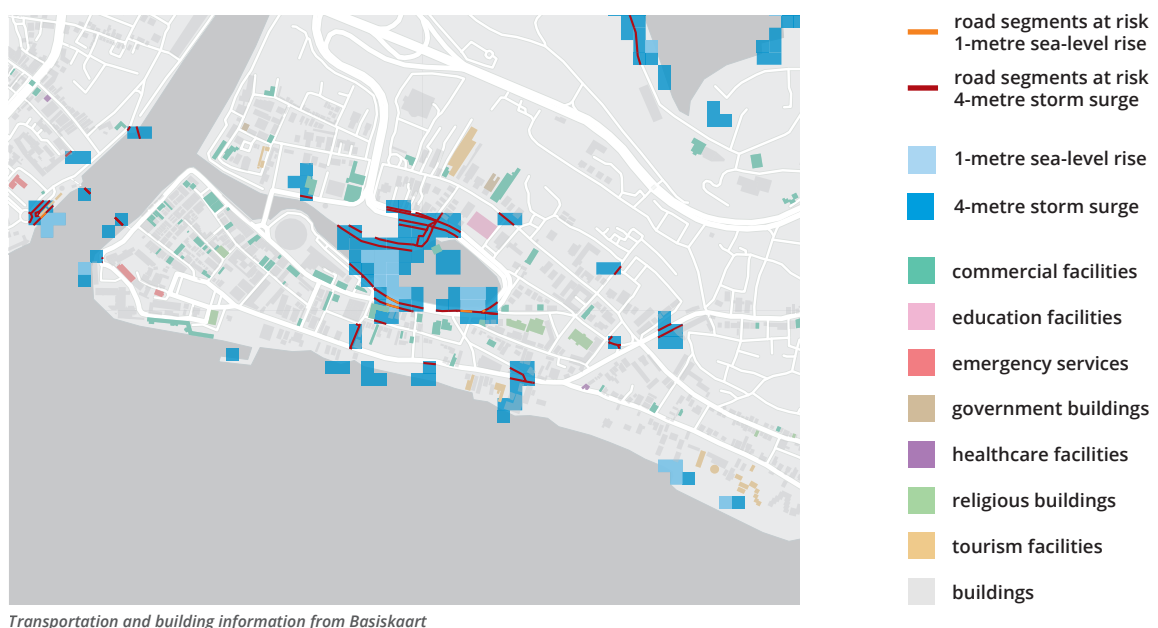 road segments at risk
1-metre sea-level rise
road segments at risk
4-metre storm surge
1-metre sea-level rise
4-metre storm surge
commercial facilities
education facilities
emergency services
government buildings
healthcare facilities
religious buildings
tourism facilities
buildings
Transportation and building information from Basiskaart